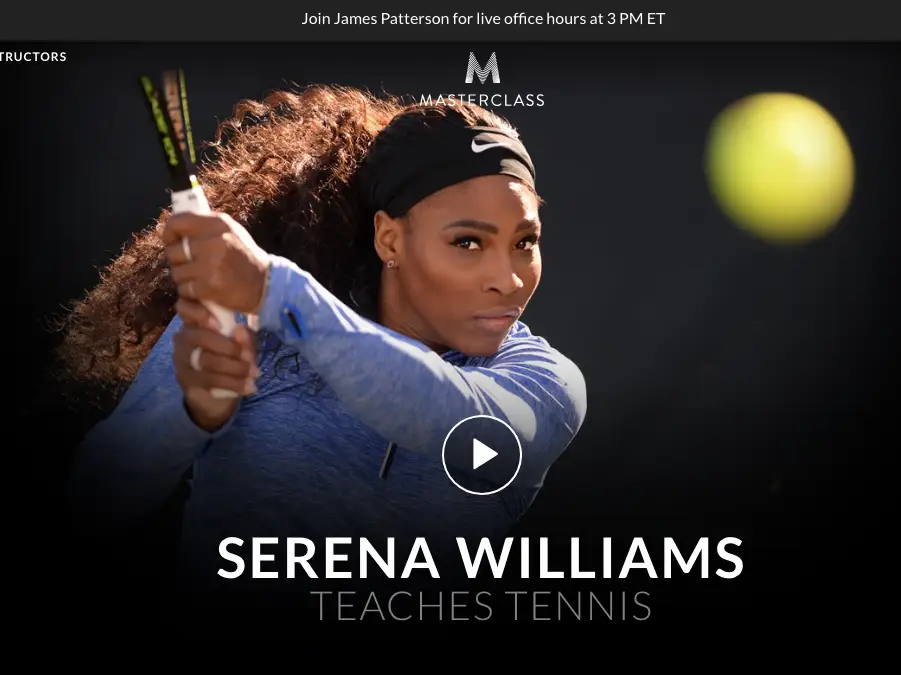 Join James Patterson for live office hours at 3 PM ET
TRUCTORS
MASTERCLASS
SERENA WILLIAMS
TEACHES TENNIS